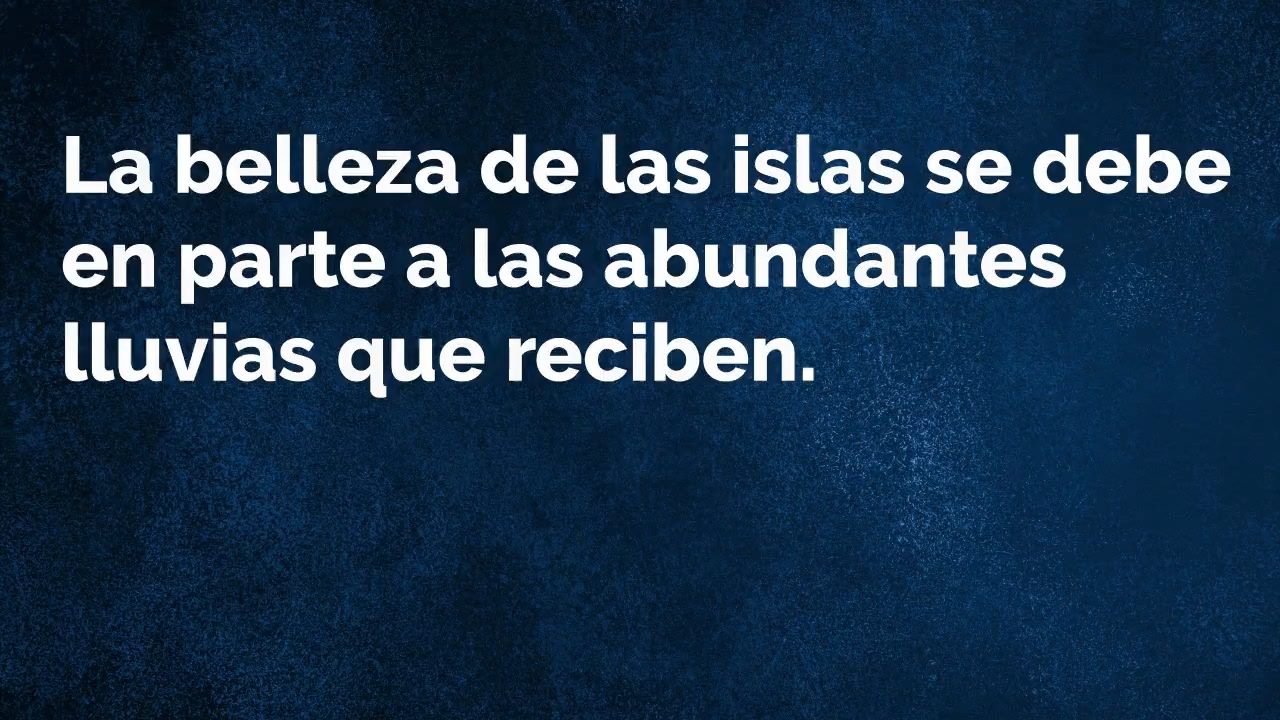 La belleza de las islas se debe
en parte a las abundantes
lluvias que reciben.